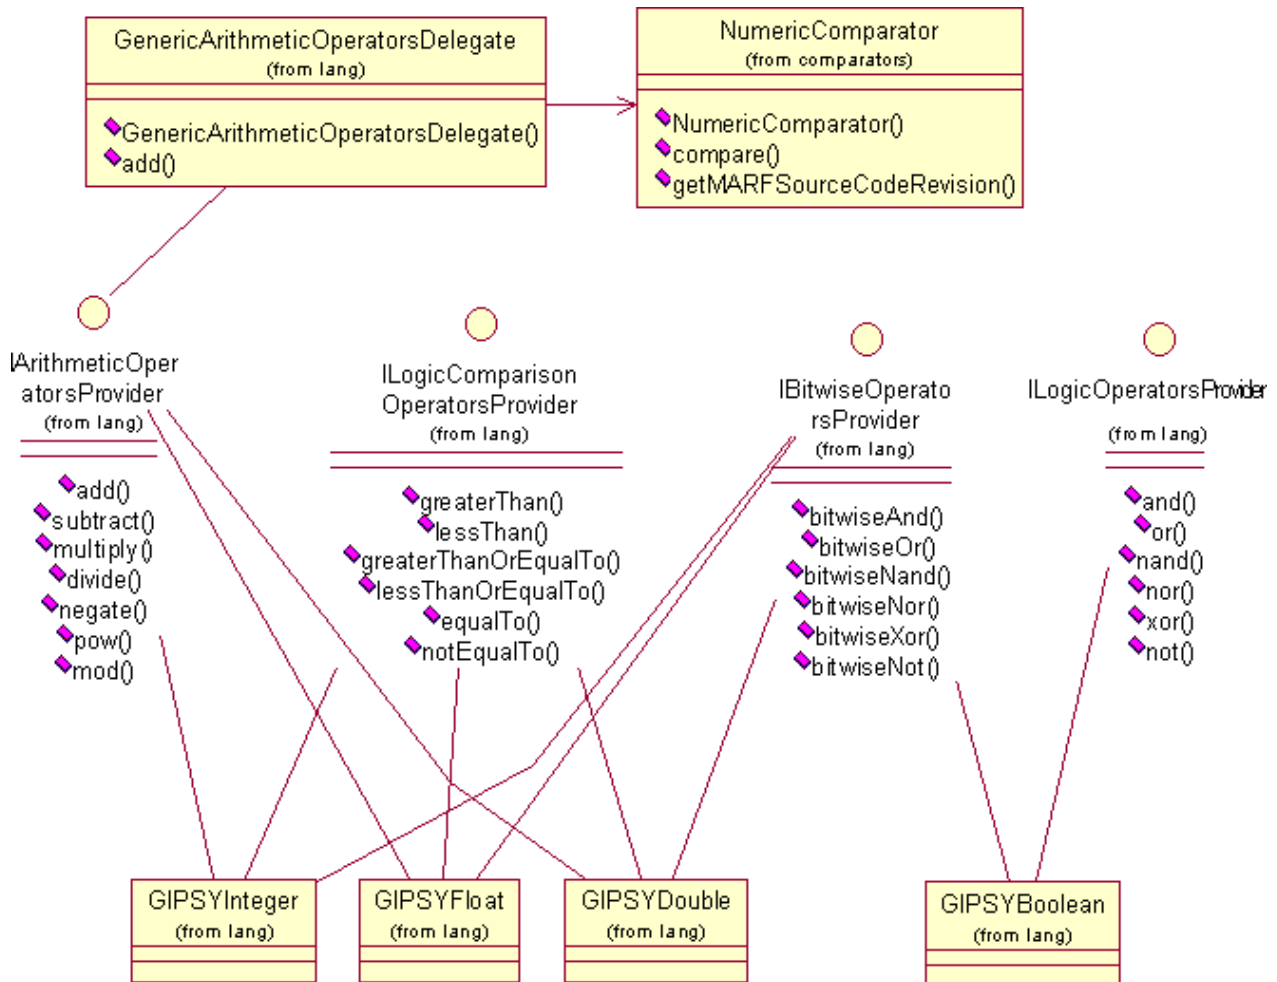 GenericArithmeticOperatorsDelegate
(from lang)
GenericArithmeticOperatorsDelegate()
add()
NumericComparator
(from comparators)
NumericComparator()
compare()
getMARFSourceCodeRevision()
IArithmeticOper
atorsProvider
(from lang)
add()
subtract()
multiply()
divide()
negate()
pow()
mod()
ILogicComparison
OperatorsProvider
(from lang)
greaterThan()
lessThan()
greaterThanOrEqualTo()
lessThanOrEqualTo()
equalTo()
notEqualTo()
IBitwiseOperato
rsProvider
(from lang)
bitwiseAnd()
bitwiseOr()
bitwiseNand()
bitwiseNor()
bitwiseXor()
bitwiseNot()
ILogicOperatorsProvider
(from lang)
and()
or()
nand()
nor()
xor()
not()
GIPSYInteger
(from lang)
GIPSYFloat
(from lang)
GIPSYDouble
(from lang)
GIPSYBoolean
(from lang)